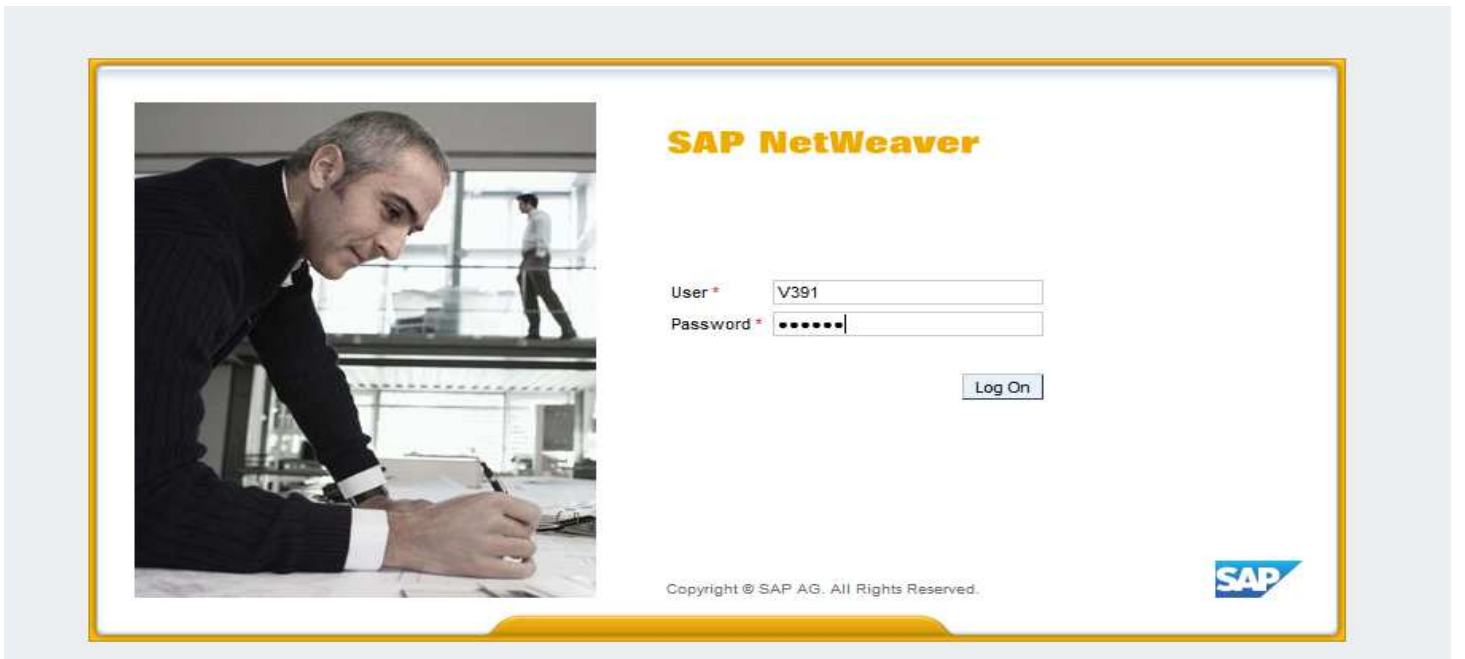 SAP NetWeaver
User * V391
Password * ••••••
Log On
Copyright © SAP AG. All Rights Reserved.
SAP